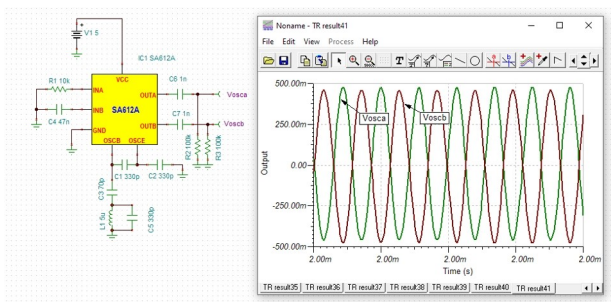 V1 5
IC1 SA612A
R1 10k
C4 47n
VCC
INA
INB
GND
OSCB
OSCE
OUTA
OUTB
SA612A
C6 1n
C7 1n
Vosca
Voscb
R2 100k
R3 100k
C1 330p
C2 330p
C3 70p
L1 5u
C5 330p
Noname - TR result41
File Edit View Process Help
T
500.00m
250.00m
0.00
-250.00m
-500.00m
Output
Vosca
Voscb
2.00m 2.00m 2.00m 2.00m 2.00m
Time (s)
TR result35 TR result36 TR result37 TR result38 TR result39 TR result40 TR result41